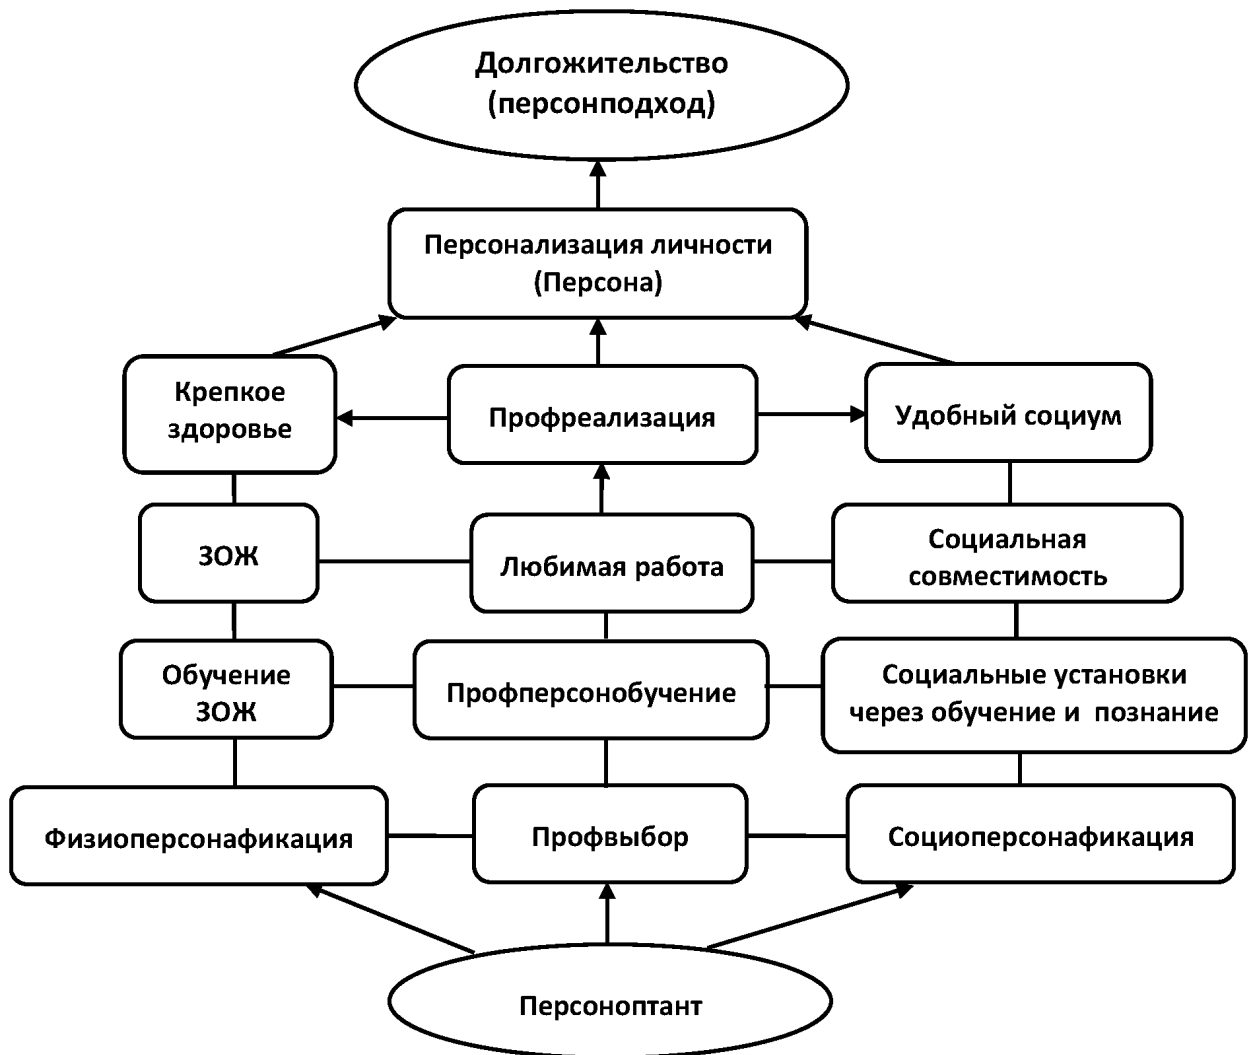 Долгожительство
(персонподход)
Персонализация личности
(Персона)
Крепкое
здоровье
Профреализация
Удобный социум
ЗОЖ
Любимая работа
Социальная
совместимость
Обучение
ЗОЖ
Профперсонобучение
Социальные установки
через обучение и познание
Физиоперсонафикация
Профвыбор
Социоперсонафикация
Персоноптант